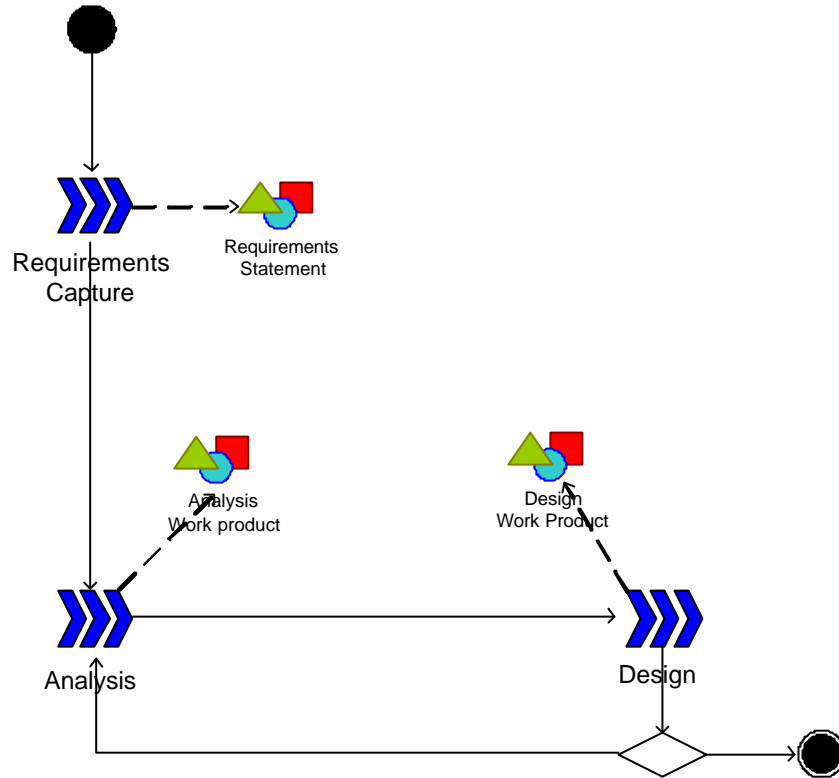 Requirements
Capture
Requirements
Statement
Analysis
Work product
Design
Work Product
Analysis
Design